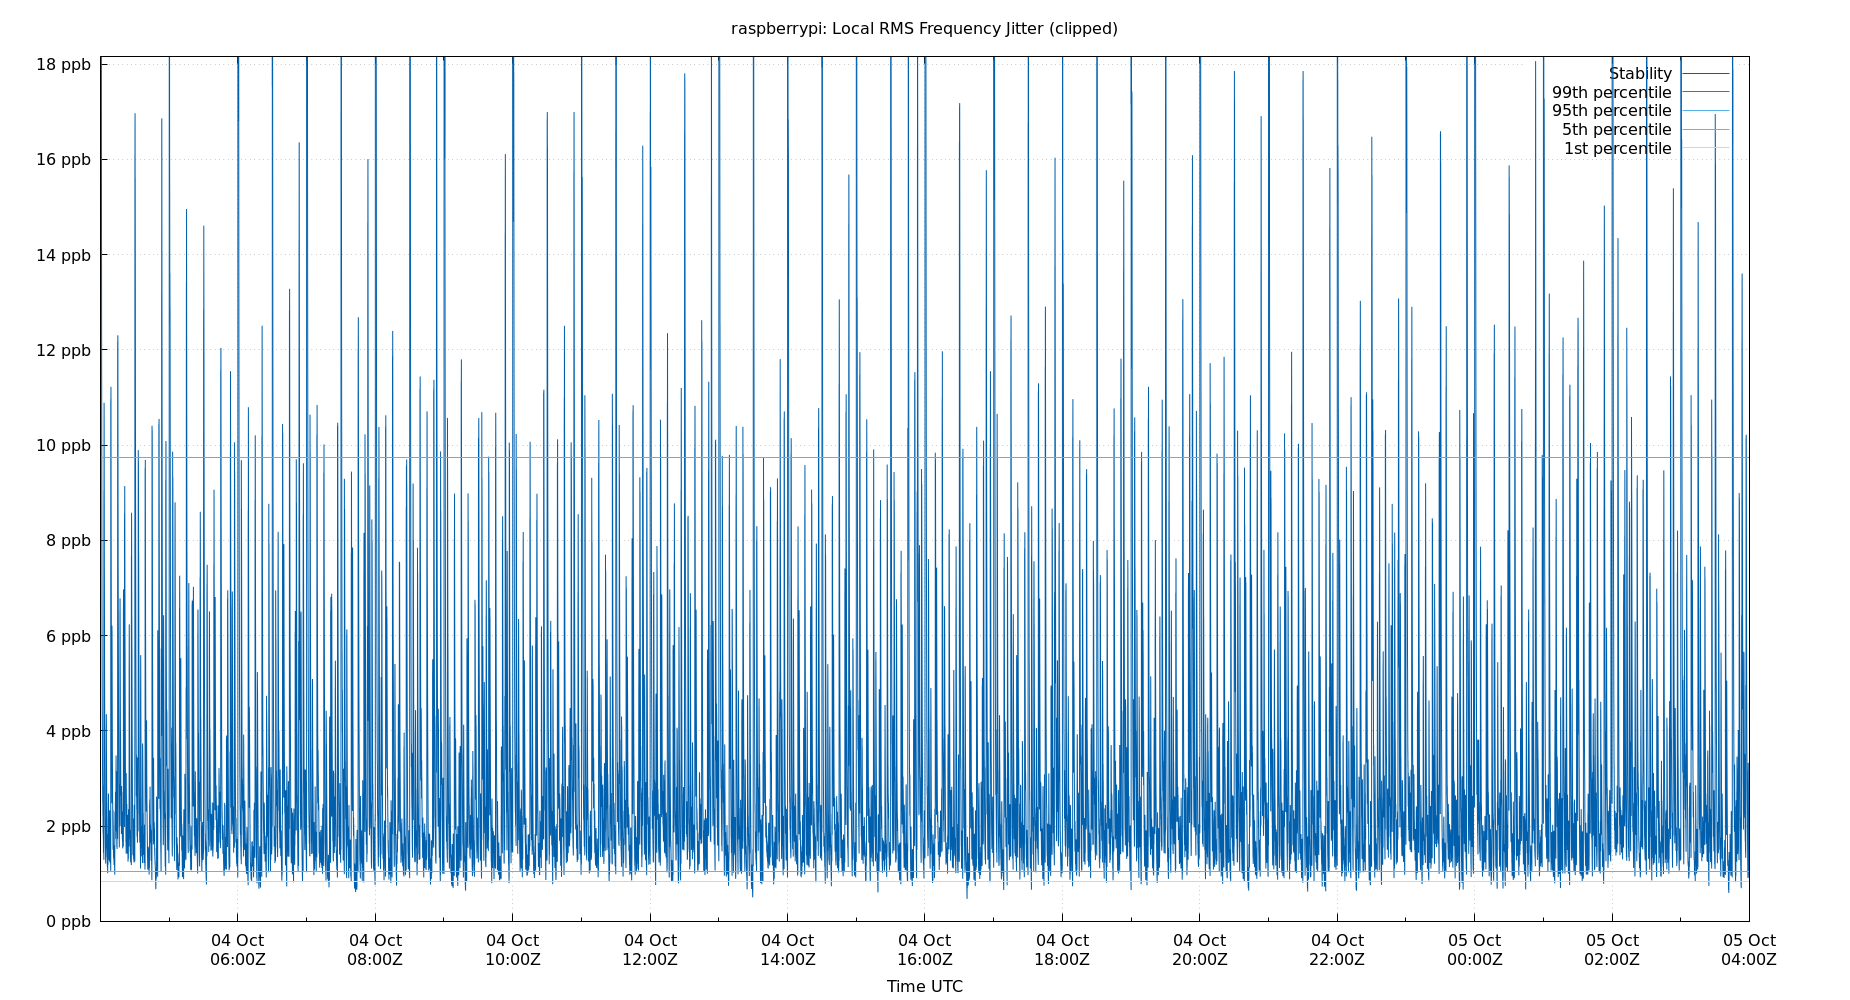 raspberrypi: Local RMS Frequency Jitter (clipped)
18 ppb
16 ppb
14 ppb
12 ppb
10 ppb
8 ppb
6 ppb
4 ppb
2 ppb
0 ppb
Stability
99th percentile
95th percentile
5th percentile
1st percentile
04 Oct 04 Oct 04 Oct 04 Oct 04 Oct 04 Oct 04 Oct 04 Oct 04 Oct 05 Oct 05 Oct 05 Oct
06:00Z 08:00Z 10:00Z 12:00Z 14:00Z 16:00Z 18:00Z 20:00Z 22:00Z 00:00Z 02:00Z 04:00Z
Time UTC